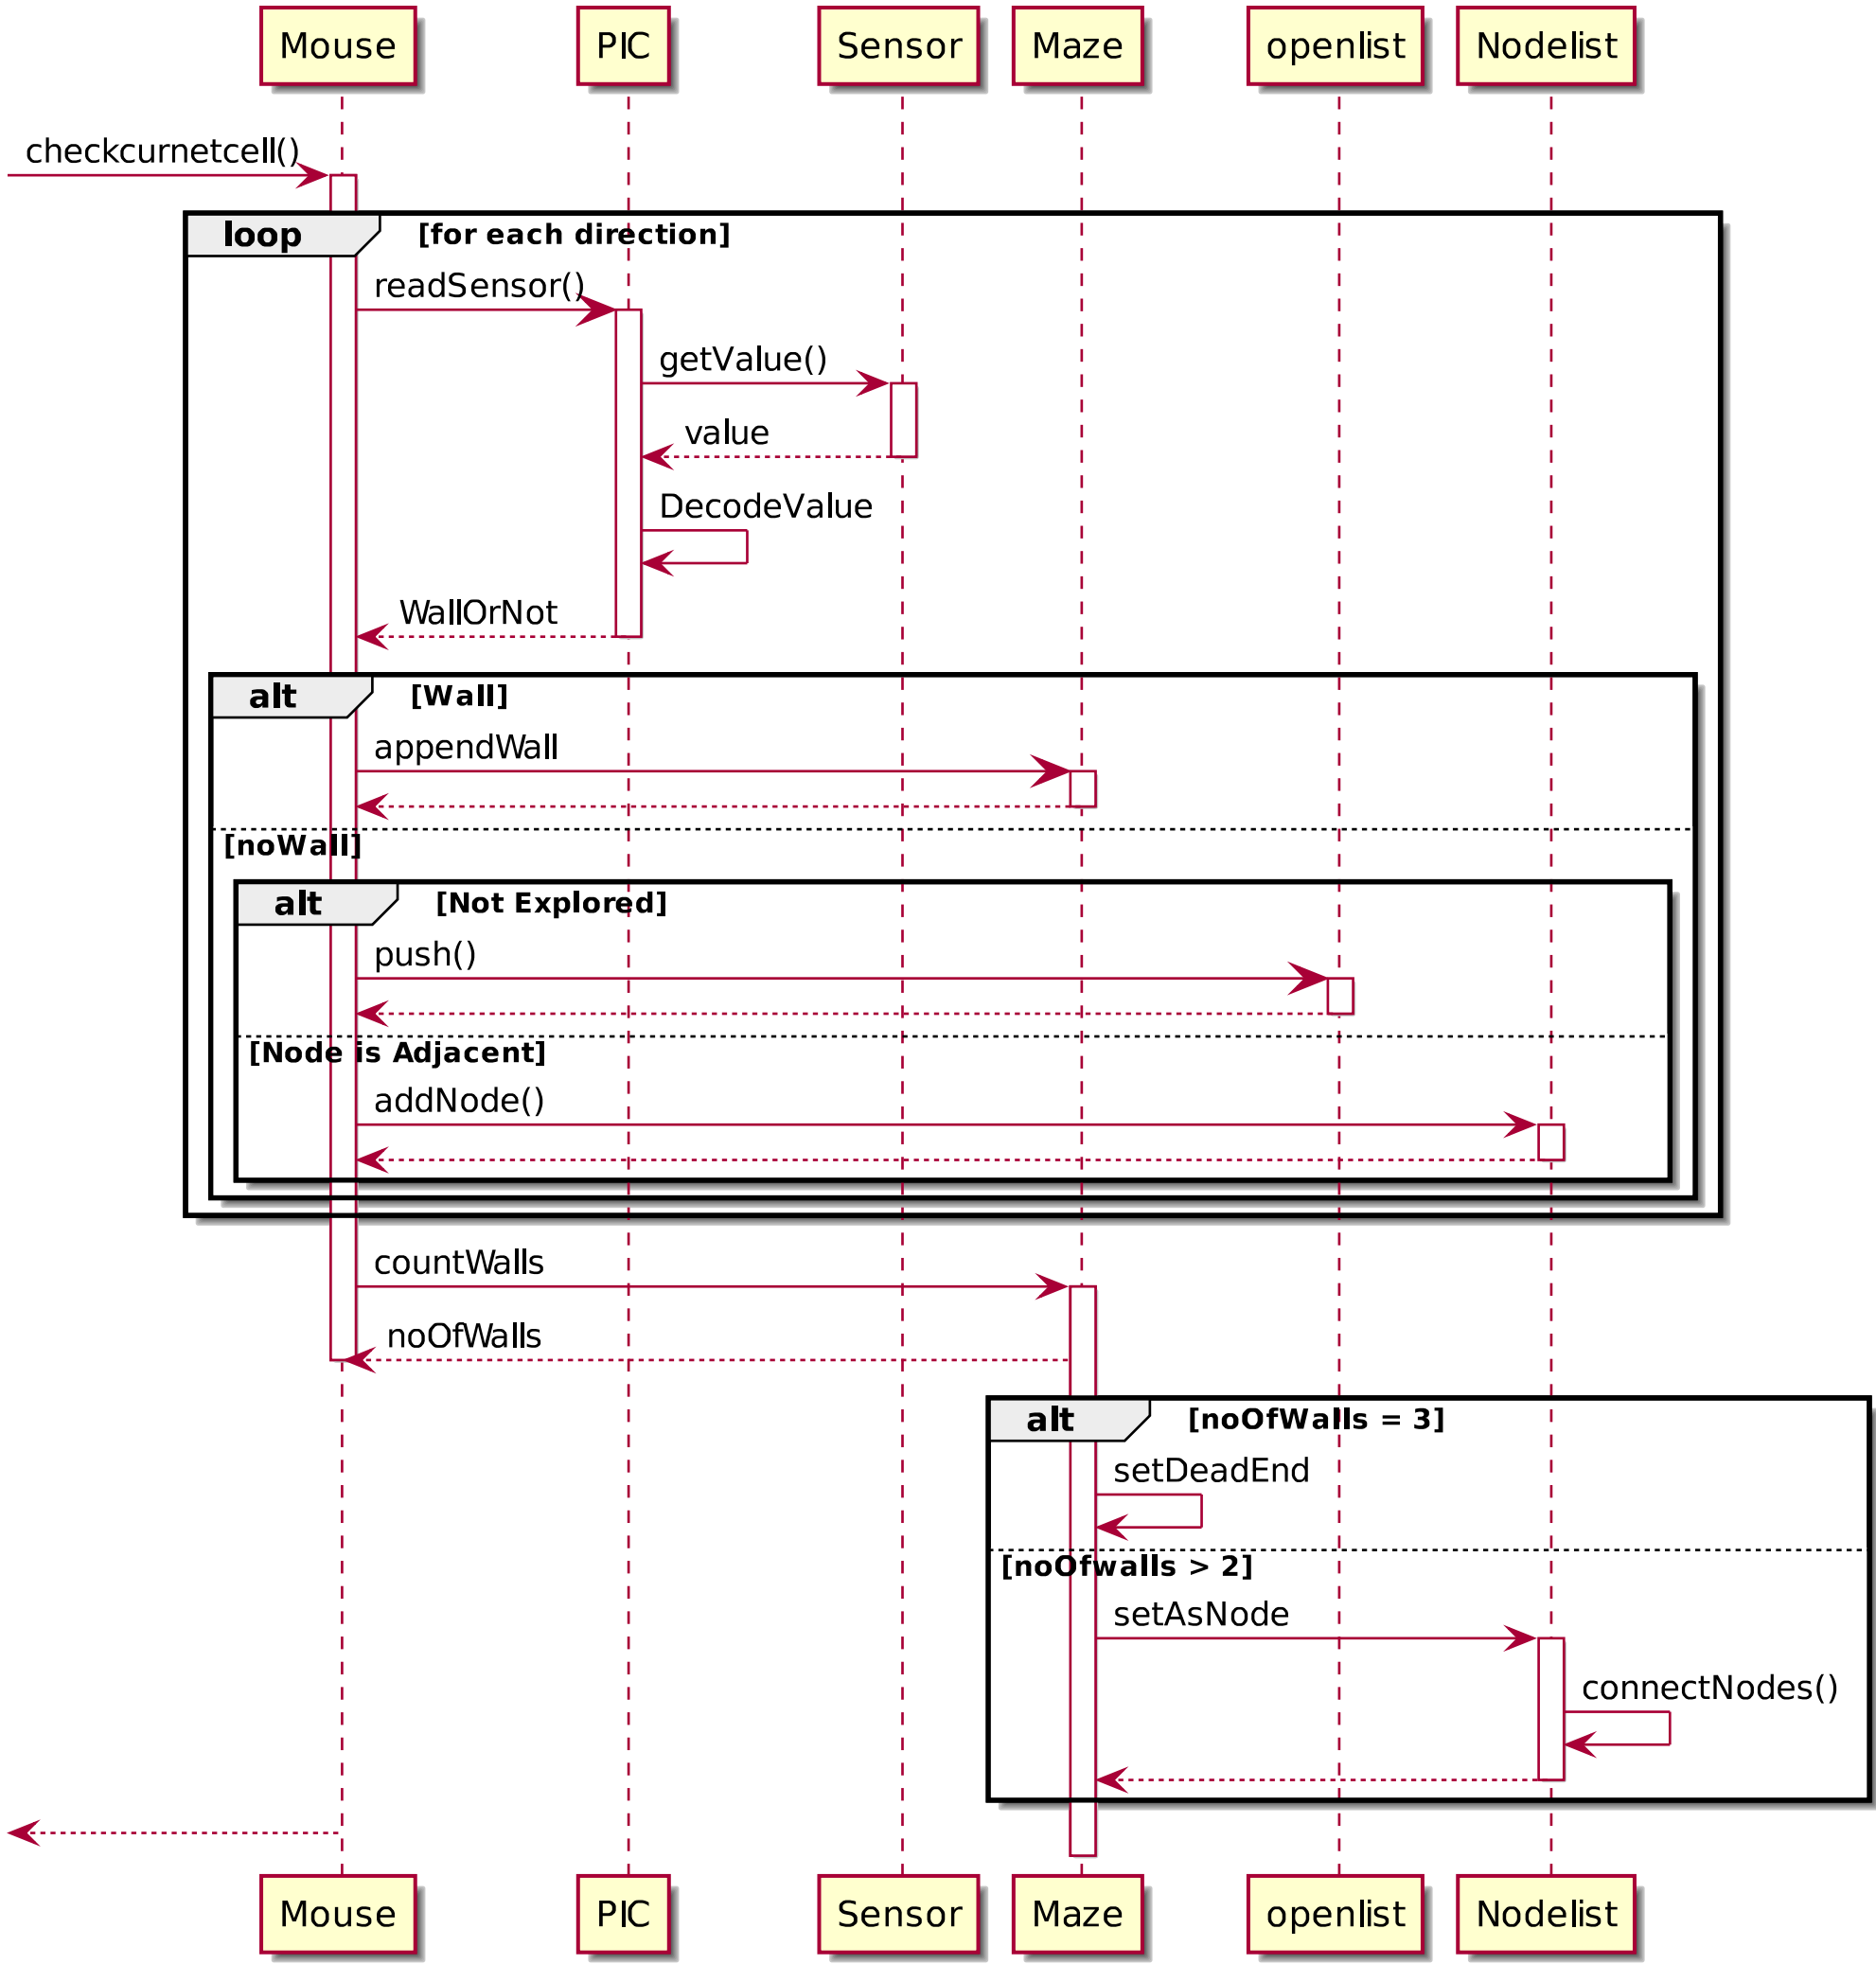 Mouse PIC Sensor Maze openlist Nodelist
checkcurnetcell()
loop [for each direction]
readSensor()
getValue()
value
DecodeValue
WallOrNot
alt [Wall]
appendWall
[noWall]
alt [Not Explored]
push()
[Node is Adjacent]
addNode()
countWalls
noOfWalls
alt [noOfWalls = 3]
setDeadEnd
[noOfwalls > 2]
setAsNode
connectNodes()
Mouse PIC Sensor Maze openlist Nodelist